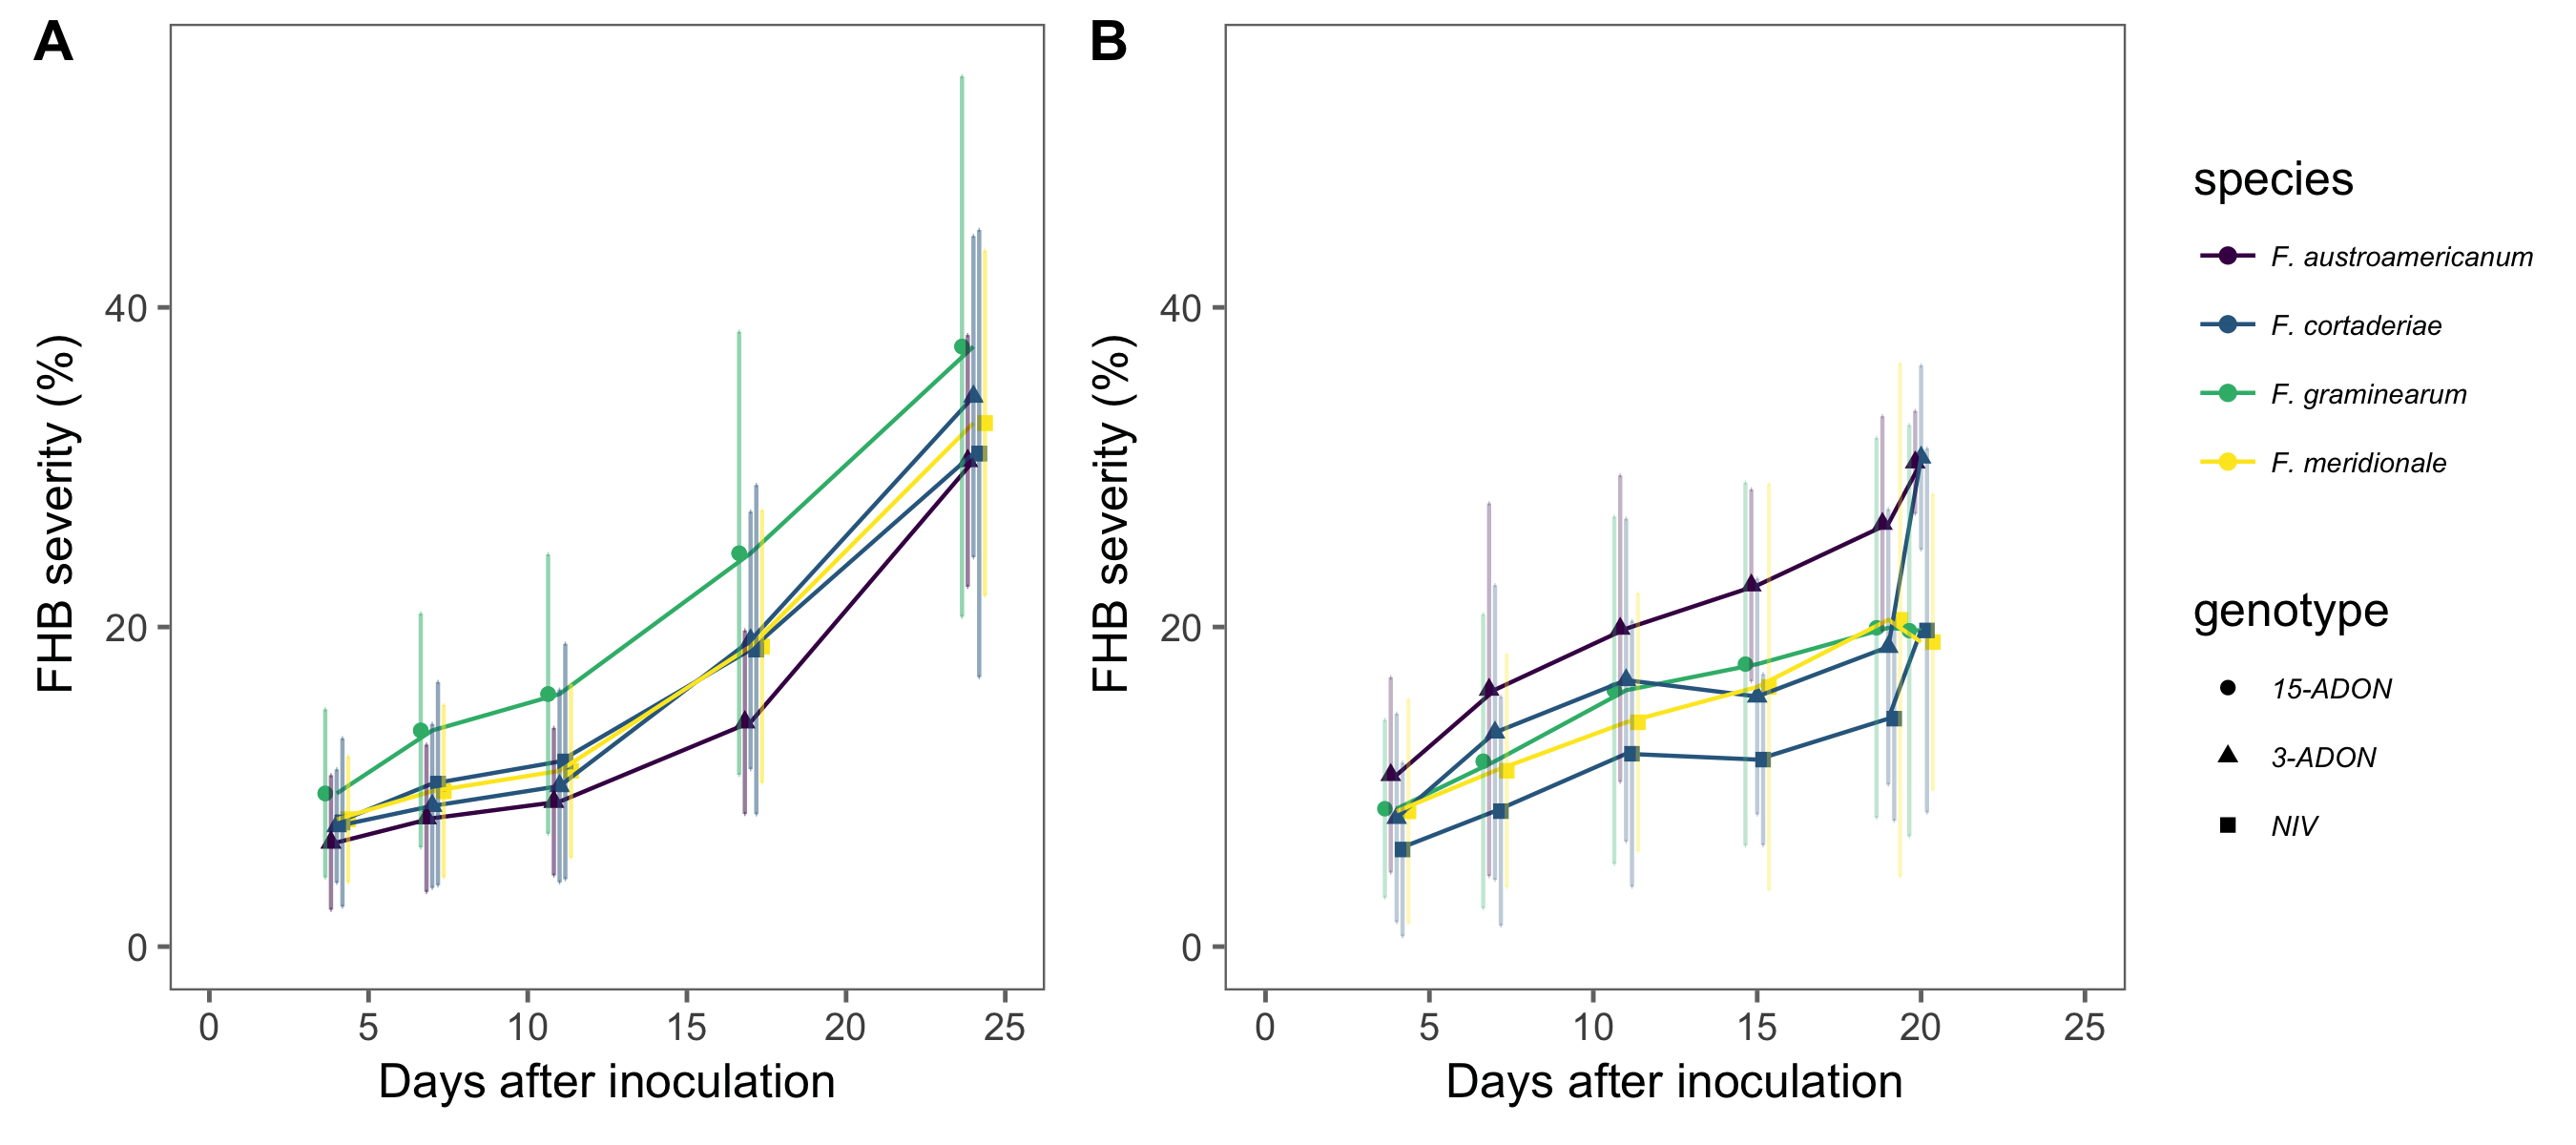 A
FHB severity (%)
40
20
0
0 5 10 15 20 25
Days after inoculation
B
FHB severity (%)
40
20
0
0 5 10 15 20 25
Days after inoculation
species
F. austroamericanum
F. cortaderiae
F. graminearum
F. meridionale
genotype
15-ADON
3-ADON
NIV